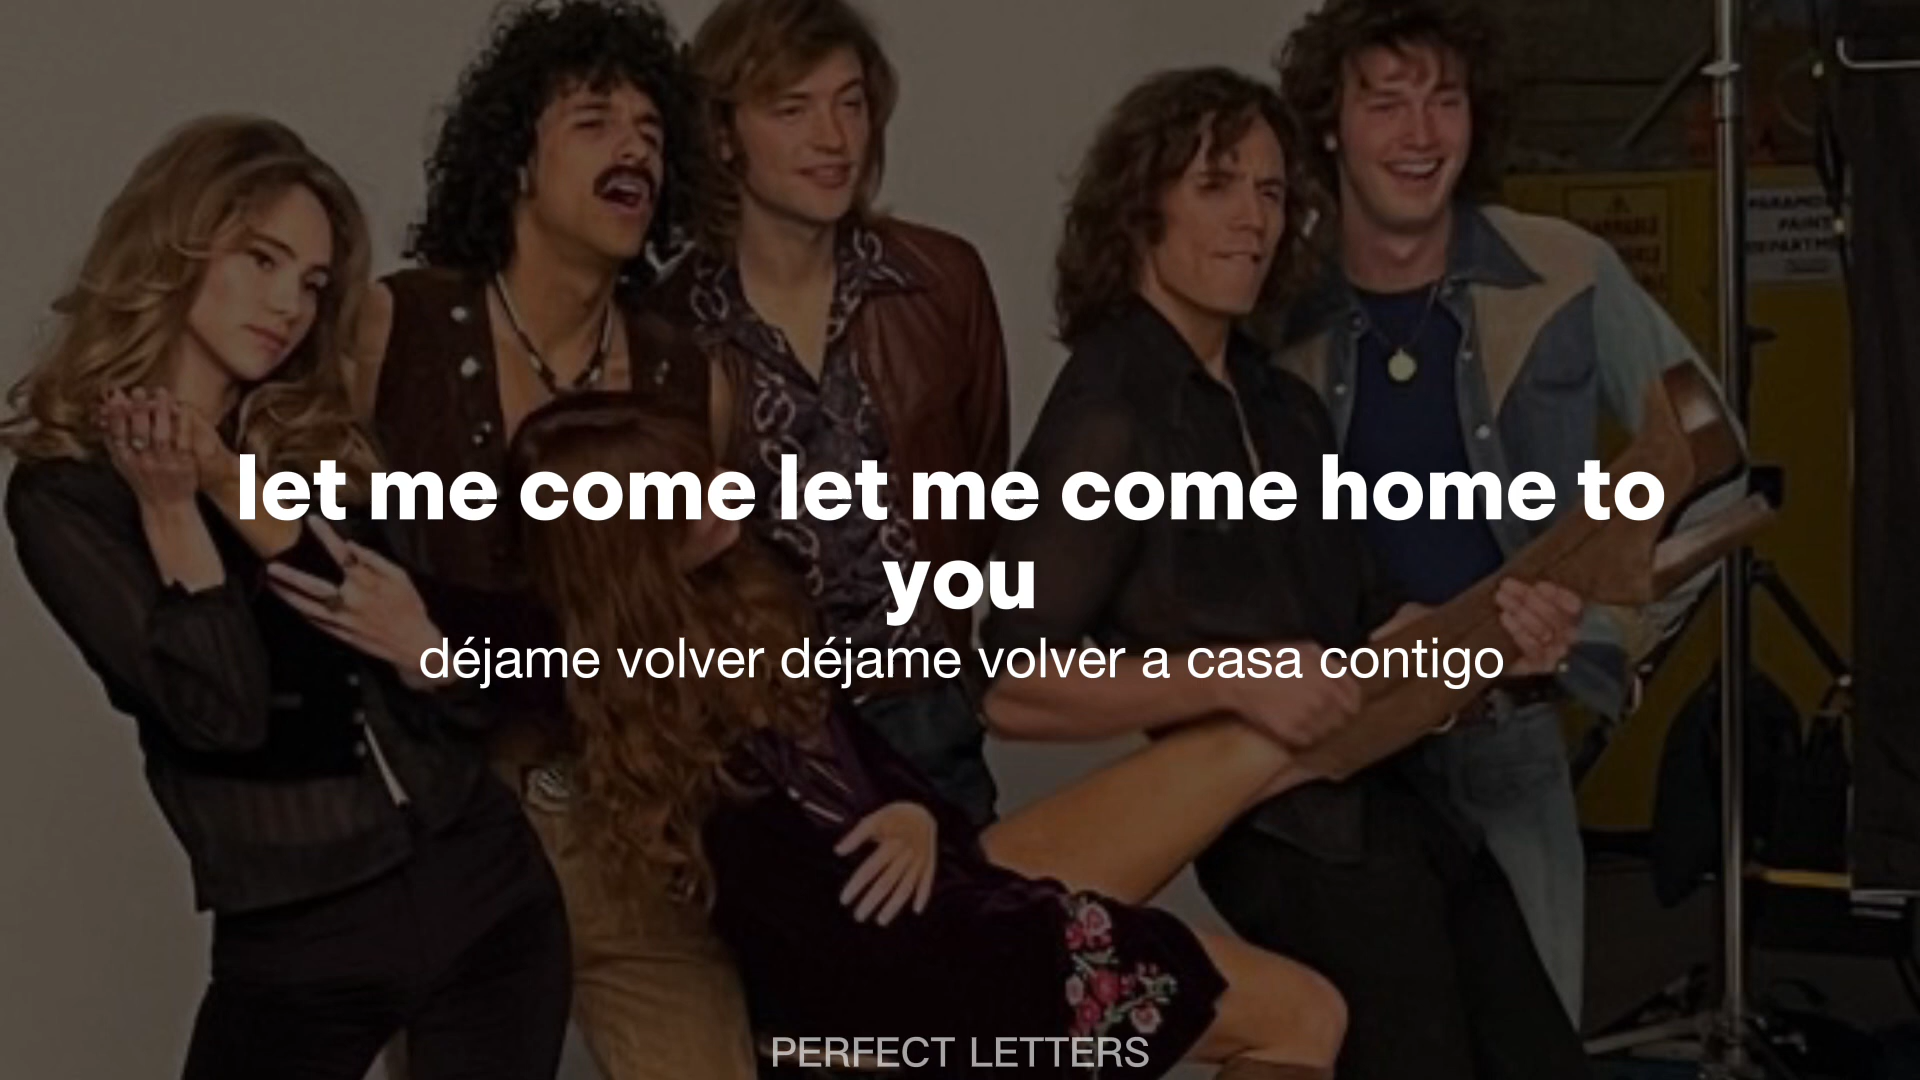 let me come let me come home to
you
déjame volver déjame volver a casa contigo
PERFECT LETTERS